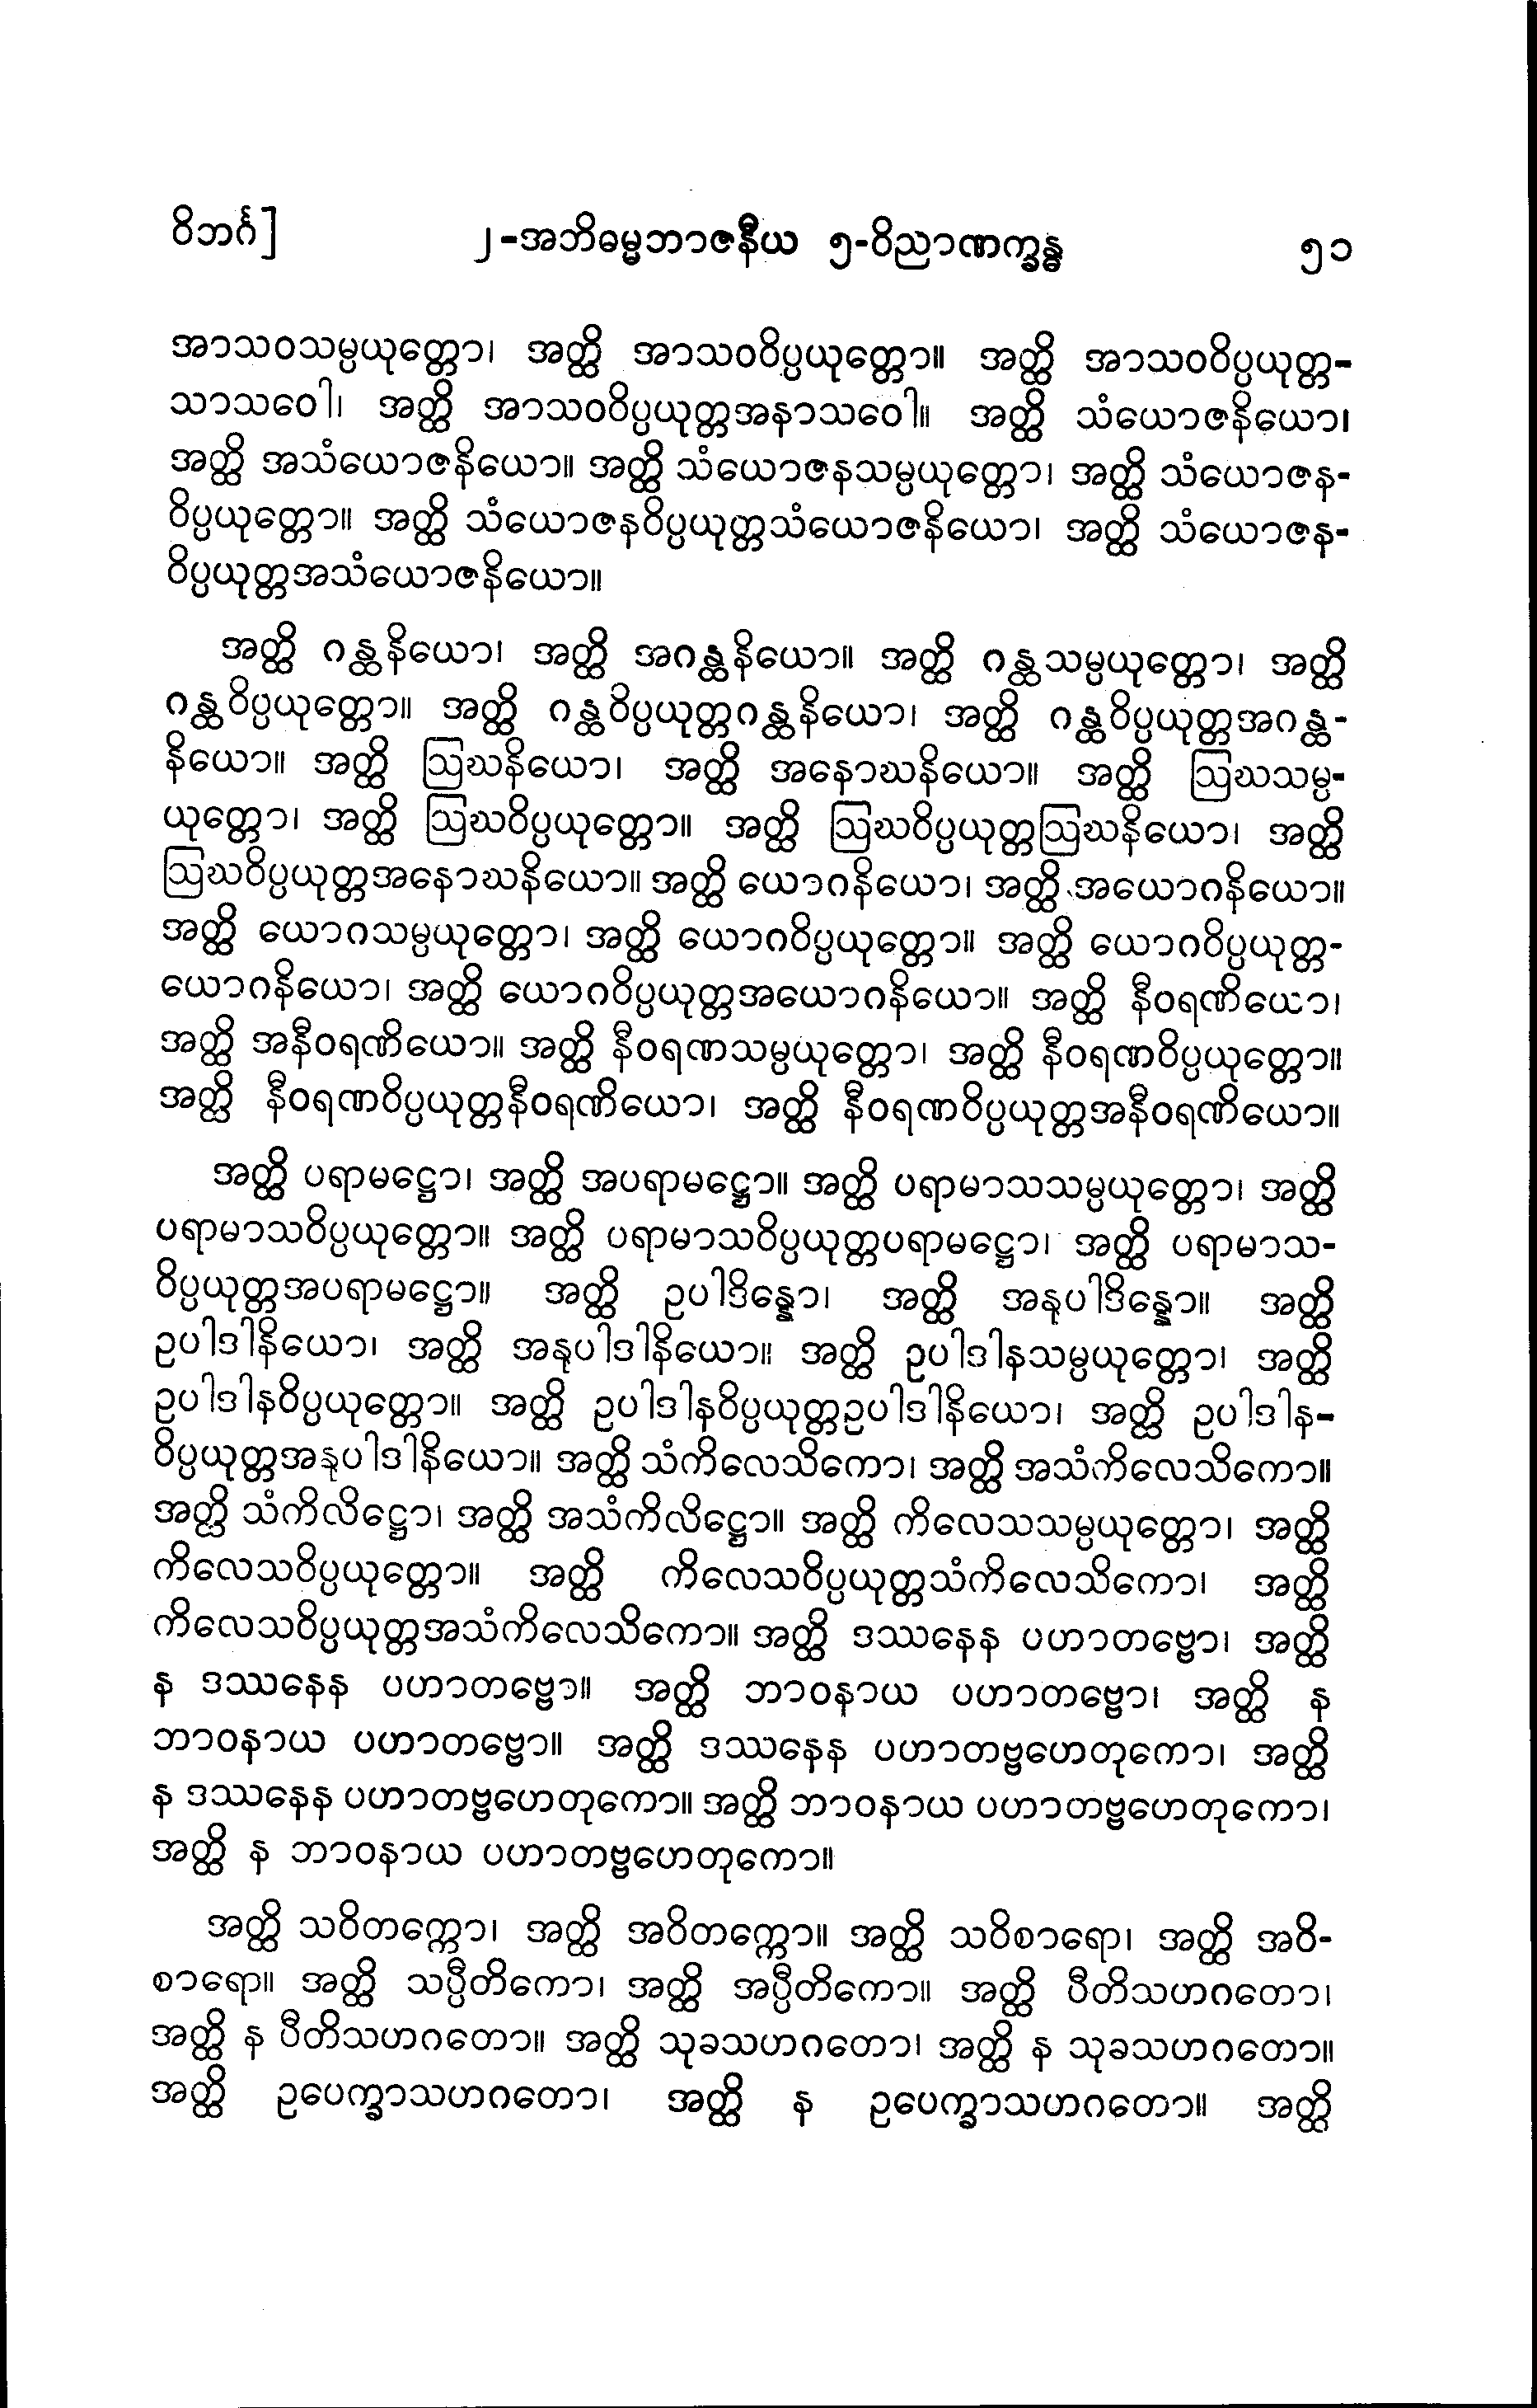 ဝိဘင်္ဂ]
၂-အဘိဓမ္မဘာဇနီယ ၅-ဝိညာဏက္ခန္ဓ
၅၁
အာသဝသမ္ပယုတ္တော၊ အတ္ထိ အာသဝဝိပ္ပယုတ္တော။ အတ္ထိ အာသဝဝိပ္ပယုတ္တ-
သာသဝေါ၊ အတ္ထိ အာသဝဝိပ္ပယုတ္တအနာသဝေါ။ အတ္ထိ သံယောဇနိယော၊
အတ္ထိ အသံယောဇနိယော။ အတ္ထိ သံယောဇနသမ္ပယုတ္တော၊ အတ္ထိ သံယောဇန-
ဝိပ္ပယုတ္တော။ အတ္ထိ သံယောဇနဝိပ္ပယုတ္တသံယောဇနိယော၊ အတ္ထိ သံယောဇန-
ဝိပ္ပယုတ္တအသံယောဇနိယော။
အတ္ထိ ဂန္ထနိယော၊ အတ္ထိ အဂန္ထနိယော။ အတ္ထိ ဂန္ထသမ္ပယုတ္တော၊ အတ္ထိ
ဂန္ထဝိပ္ပယုတ္တော။ အတ္ထိ ဂန္ထဝိပ္ပယုတ္တဂန္ထနိယော၊ အတ္ထိ ဂန္ထဝိပ္ပယုတ္တအဂန္ထ-
နိယော။ အတ္ထိ ဩဃနိယော၊ အတ္ထိ အနောဃနိယော။ အတ္ထိ ဩဃသမ္ပ-
ယုတ္တော၊ အတ္ထိ ဩဃဝိပ္ပယုတ္တော။ အတ္ထိ ဩဃဝိပ္ပယုတ္တဩဃနိယော၊ အတ္ထိ
ဩဃဝိပ္ပယုတ္တအနောဃနိယော။ အတ္ထိ ယောဂနိယော၊ အတ္ထိ အယောဂနိယော။
အတ္ထိ ယောဂသမ္ပယုတ္တော၊ အတ္ထိ ယောဂဝိပ္ပယုတ္တော။ အတ္ထိ ယောဂဝိပ္ပယုတ္တ-
ယောဂနိယော၊ အတ္ထိ ယောဂဝိပ္ပယုတ္တအယောဂနိယော။ အတ္ထိ နီဝရဏိယော၊
အတ္ထိ အနီဝရဏိယော။ အတ္ထိ နီဝရဏသမ္ပယုတ္တော၊ အတ္ထိ နီဝရဏဝိပ္ပယုတ္တော။
အတ္ထိ နီဝရဏဝိပ္ပယုတ္တနီဝရဏိယော၊ အတ္ထိ နီဝရဏဝိပ္ပယုတ္တအနီဝရဏိယော။
အတ္ထိ ပရာမဋ္ဌော၊ အတ္ထိ အပရာမဋ္ဌော။ အတ္ထိ ပရာမာသသမ္ပယုတ္တော၊ အတ္ထိ
ပရာမာသဝိပ္ပယုတ္တော။ အတ္ထိ ပရာမာသဝိပ္ပယုတ္တပရာမဋ္ဌော၊ အတ္ထိ ပရာမာသ-
ဝိပ္ပယုတ္တအပရာမဋ္ဌော။ အတ္ထိ ဥပါဒိန္နော၊ အတ္ထိ အနုပါဒိန္နော။ အတ္ထိ
ဥပါဒါနိယော၊ အတ္ထိ အနုပါဒါနိယော။ အတ္ထိ ဥပါဒါနသမ္ပယုတ္တော၊ အတ္ထိ
ဥပါဒါနဝိပ္ပယုတ္တော။ အတ္ထိ ဥပါဒါနဝိပ္ပယုတ္တဥပါဒါနိယော၊ အတ္ထိ ဥပါဒါန-
ဝိပ္ပယုတ္တအနုပါဒါနိယော။ အတ္ထိ သံကိလေသိကော၊ အတ္ထိ အသံကိလေသိကော။
အတ္ထိ သံကိလိဋ္ဌော၊ အတ္ထိ အသံကိလိဋ္ဌော။ အတ္ထိ ကိလေသသမ္ပယုတ္တော၊ အတ္ထိ
ကိလေသဝိပ္ပယုတ္တော။ အတ္ထိ ကိလေသဝိပ္ပယုတ္တသံကိလေသိကော၊ အတ္ထိ
ကိလေသဝိပ္ပယုတ္တအသံကိလေသိကော။ အတ္ထိ ဒဿနေန ပဟာတဗ္ဗော၊ အတ္ထိ
န ဒဿနေန ပဟာတဗ္ဗော။ အတ္ထိ ဘာဝနာယ ပဟာတဗ္ဗော၊ အတ္ထိ န
ဘာဝနာယ ပဟာတဗ္ဗော။ အတ္ထိ ဒဿနေန ပဟာတဗ္ဗဟေတုကော၊ အတ္ထိ
န ဒဿနေန ပဟာတဗ္ဗဟေတုကော။ အတ္ထိ ဘာဝနာယ ပဟာတဗ္ဗဟေတုကော၊
အတ္ထိ န ဘာဝနာယ ပဟာတဗ္ဗဟေတုကော။
အတ္ထိ သဝိတက္ကော၊ အတ္ထိ အဝိတက္ကော။ အတ္ထိ သဝိစာရော၊ အတ္ထိ အဝိ-
စာရော။ အတ္ထိ သပ္ပီတိကော၊ အတ္ထိ အပ္ပီတိကော။ အတ္ထိ ပီတိသဟဂတော၊
အတ္ထိ န ပီတိသဟဂတော။ အတ္ထိ သုခသဟဂတော၊ အတ္ထိ န သုခသဟဂတော။
အတ္ထိ ဥပေက္ခာသဟဂတော၊ အတ္ထိ န ဥပေက္ခာသဟဂတော။ အတ္ထိ